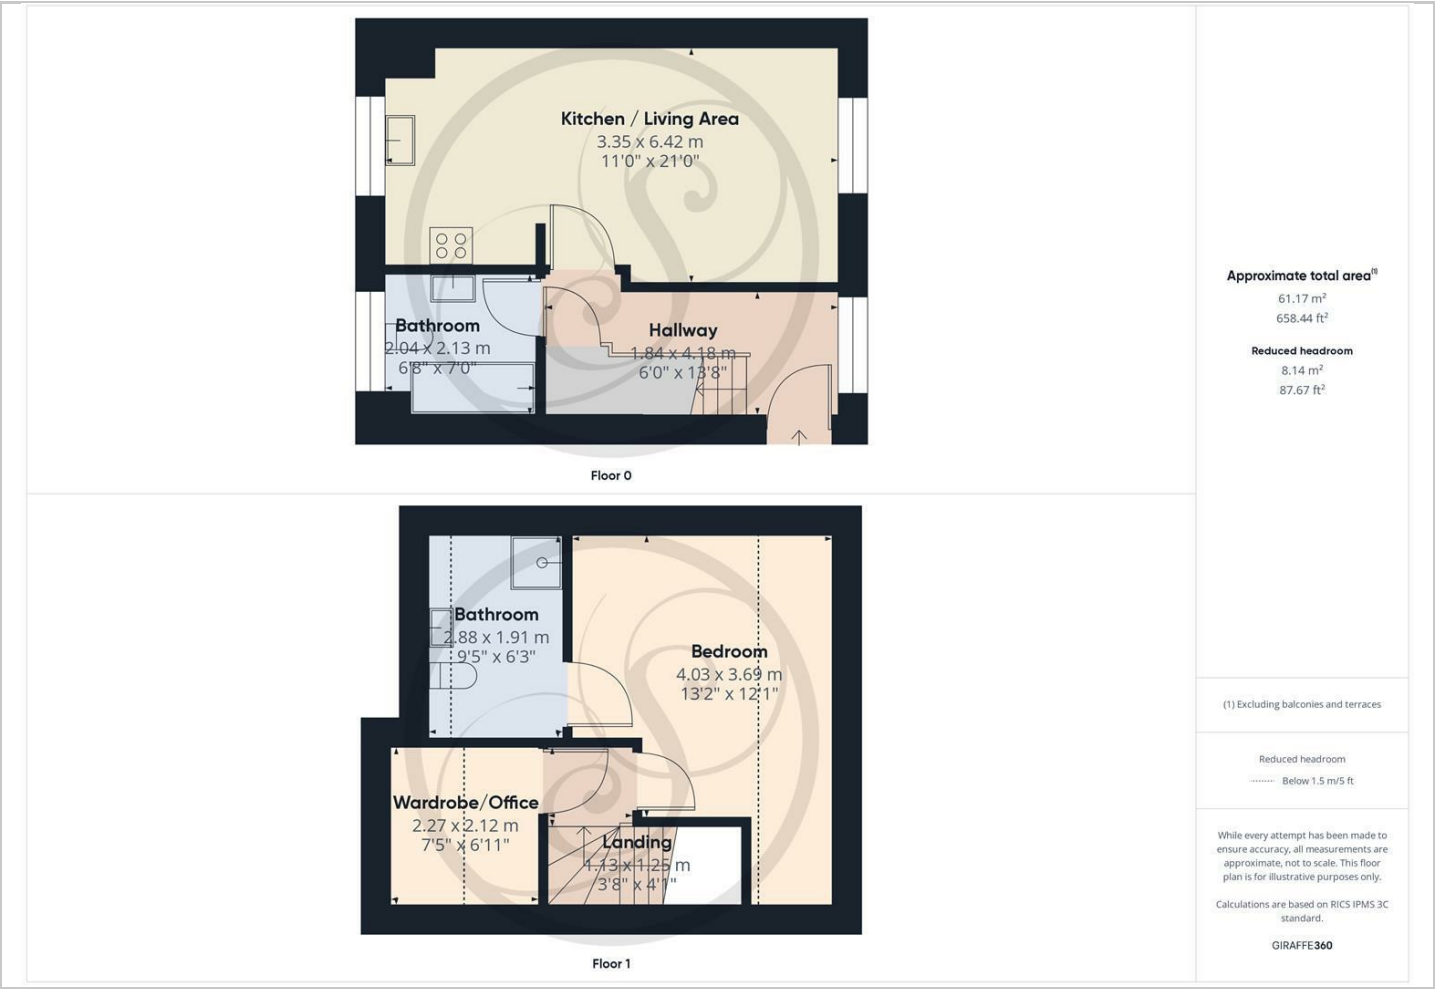 Kitchen / Living Area
3.35 x 6.42 m
11'0" x 21'0"
Bathroom
2.04 x 2.13 m
6'8" x 7'0"
Hallway
1.84 x 4.18 m
6'0" x 13'8"
Floor 0
Bathroom
2.88 x 1.91 m
9'5" x 6'3"
Bedroom
4.03 x 3.69 m
13'2" x 12'1"
Wardrobe/Office
2.27 x 2.12 m
7'5" x 6'11"
Landing
1.13 x 1.25 m
3'8" x 4'1"
Floor 1
Approximate total area(1)
61.17 m²
658.44 ft²
Reduced headroom
8.14 m²
87.67 ft²
(1) Excluding balconies and terraces
Reduced headroom
Below 1.5 m/5 ft
While every attempt has been made to
ensure accuracy, all measurements are
approximate, not to scale. This floor
plan is for illustrative purposes only.
Calculations are based on RICS IPMS 3C
standard.
GIRAFFE360